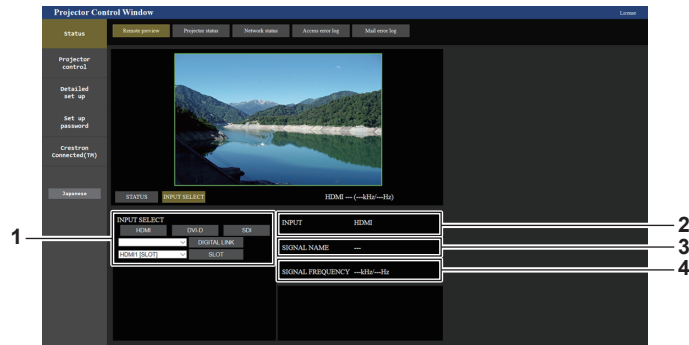 Projector Control Window
License
Status
Remote preview
Projector status
Network status
Access error log
Mail error log
Projector
control
Detailed
set up
Set up
password
Crestron
Connected(TM)
Japanese
STATUS
INPUT SELECT
HDMI --- (---kHz/---Hz)
1
INPUT SELECT
HDMI
DVI-D
SDI
DIGITAL LINK
HDMI1 [SLOT]
SLOT
INPUT HDMI
2
SIGNAL NAME ---
3
SIGNAL FREQUENCY ---kHz/---Hz
4